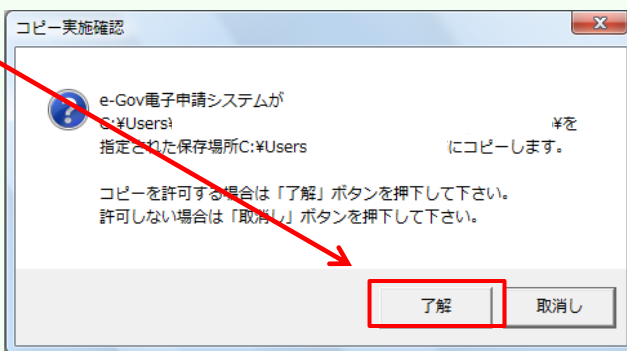 コピー実施確認
e-Gov電子申請システムが
C:¥Users¥ ¥を
指定された保存場所C:¥Users にコピーします。
コピーを許可する場合は「了解」ボタンを押下して下さい。
許可しない場合は「取消し」ボタンを押下して下さい。
了解 取消し